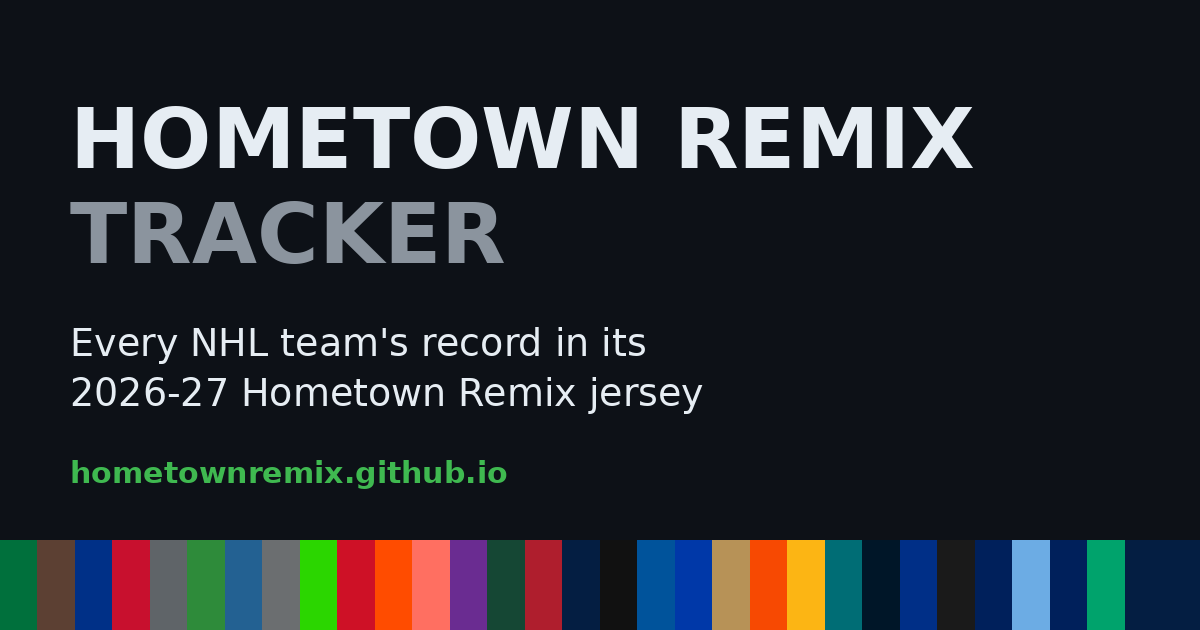 HOMETOWN REMIX
TRACKER
Every NHL team's record in its
2026-27 Hometown Remix jersey
hometownremix.github.io